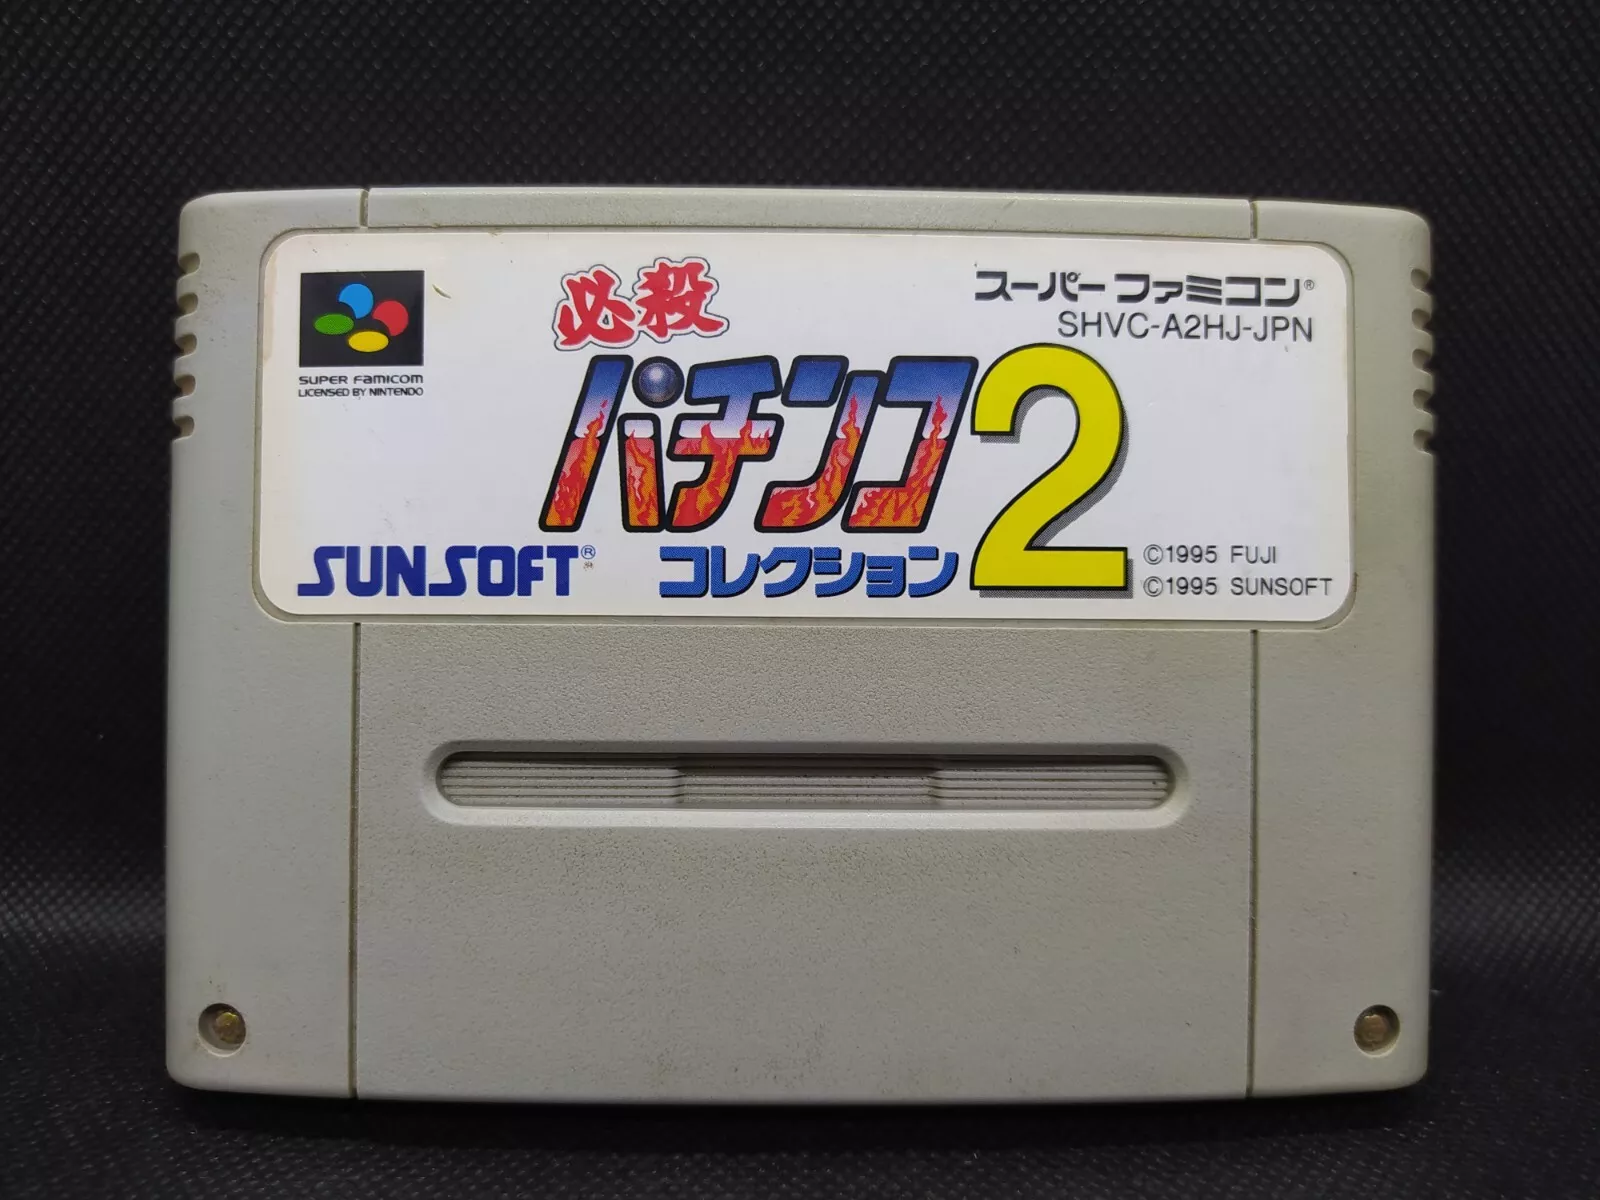 SUPER FAMICOM
LICENSED BY NINTENDO
必殺
パチンコ2
コレクション
スーパーファミコン®
SHVC-A2HJ-JPN
SUNSOFT®
©1995 FUJI
©1995 SUNSOFT